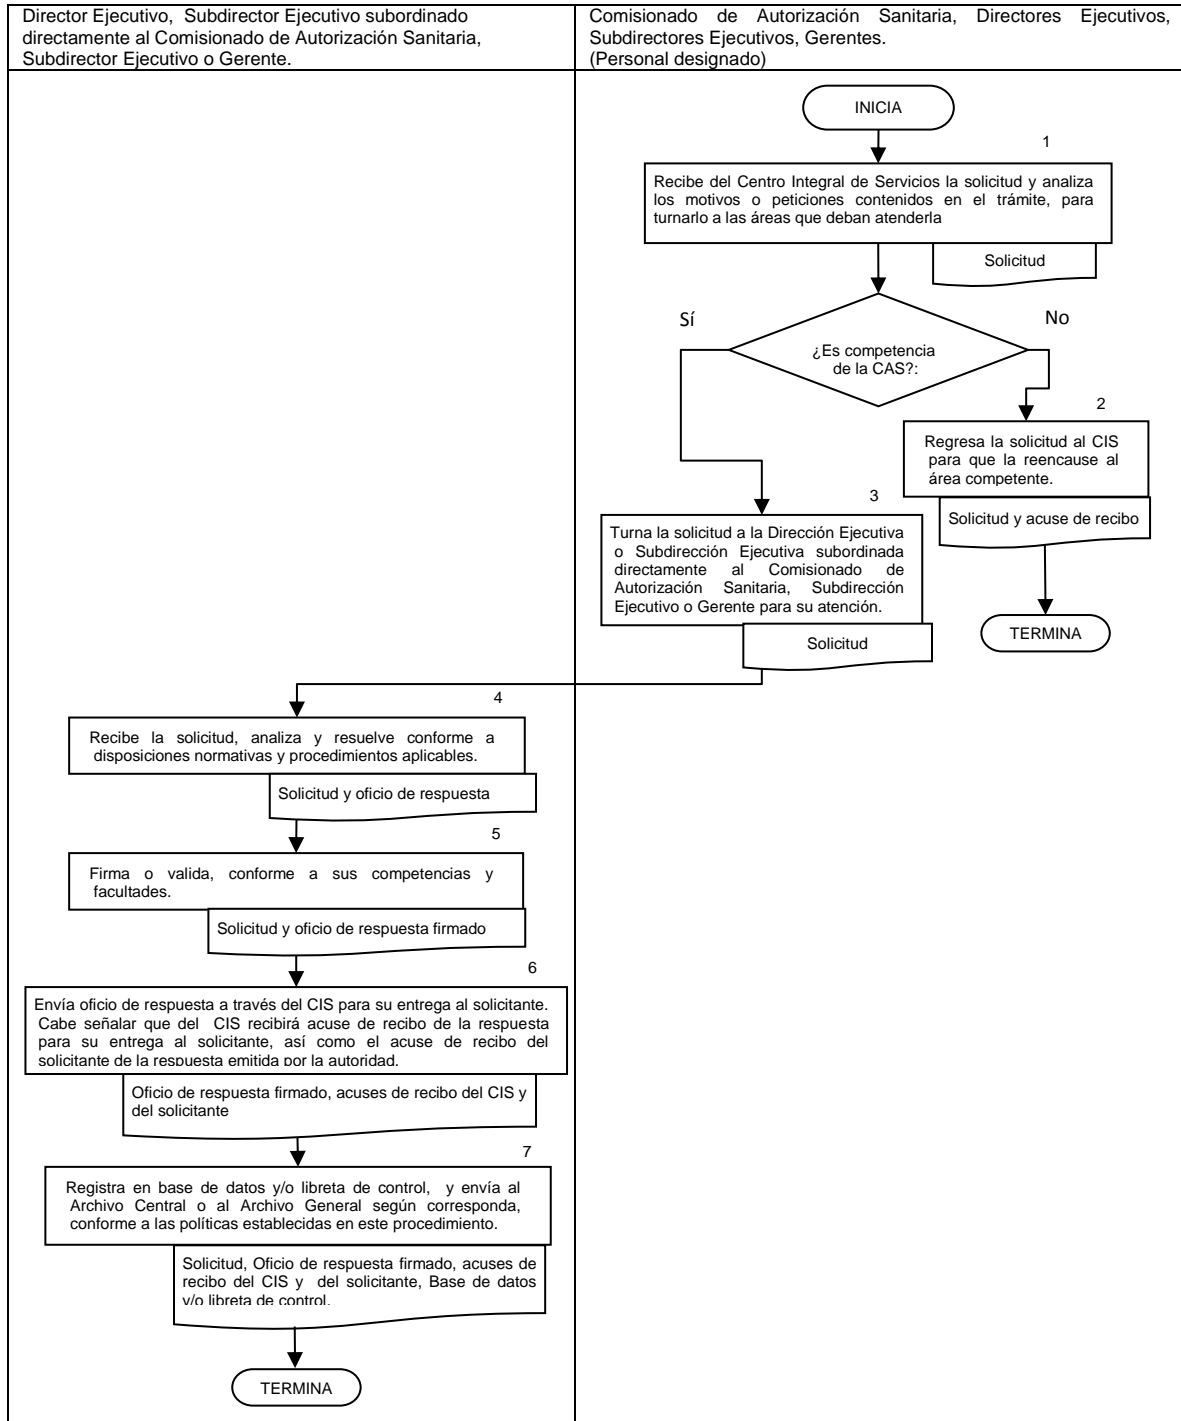 Director Ejecutivo, Subdirector Ejecutivo subordinado
directamente al Comisionado de Autorización Sanitaria,
Subdirector Ejecutivo o Gerente.
Comisionado de Autorización Sanitaria, Directores Ejecutivos,
Subdirectores Ejecutivos, Gerentes.
(Personal designado)
INICIA
1
Recibe del Centro Integral de Servicios la solicitud y analiza
los motivos o peticiones contenidos en el trámite, para
turnarlo a las áreas que deban atenderla
Solicitud
Sí
No
¿Es competencia
de la CAS?:
2
Regresa la solicitud al CIS
para que la reencause al
área competente.
Solicitud y acuse de recibo
TERMINA
3
Turna la solicitud a la Dirección Ejecutiva
o Subdirección Ejecutiva subordinada
directamente al Comisionado de
Autorización Sanitaria, Subdirección
Ejecutivo o Gerente para su atención.
Solicitud
4
Recibe la solicitud, analiza y resuelve conforme a
disposiciones normativas y procedimientos aplicables.
Solicitud y oficio de respuesta
5
Firma o valida, conforme a sus competencias y
facultades.
Solicitud y oficio de respuesta firmado
6
Envía oficio de respuesta a través del CIS para su entrega al solicitante.
Cabe señalar que del CIS recibirá acuse de recibo de la respuesta
para su entrega al solicitante, así como el acuse de recibo del
solicitante de la respuesta emitida por la autoridad.
Oficio de respuesta firmado, acuses de recibo del CIS y
del solicitante
7
Registra en base de datos y/o libreta de control, y envía al
Archivo Central o al Archivo General según corresponda,
conforme a las políticas establecidas en este procedimiento.
Solicitud, Oficio de respuesta firmado, acuses de
recibo del CIS y del solicitante, Base de datos
y/o libreta de control.
TERMINA